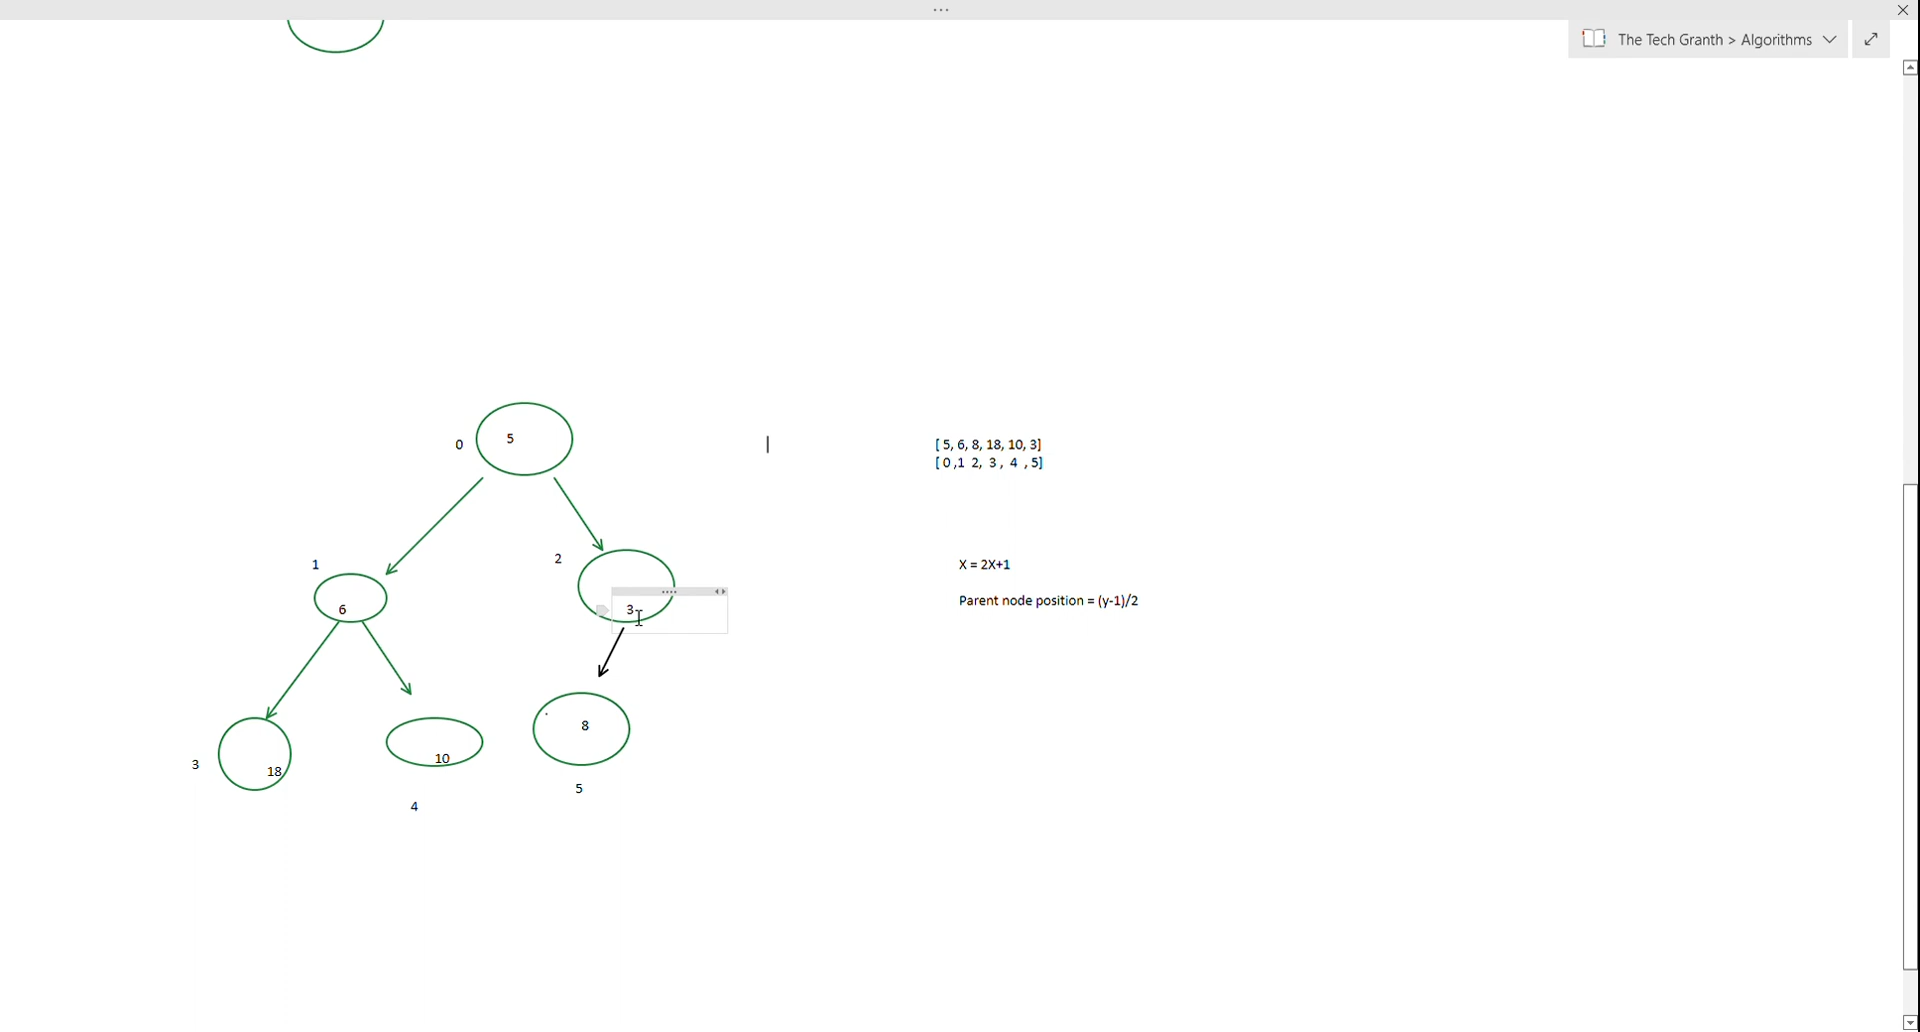 The Tech Granth > Algorithms
0
5
[ 5, 6, 8, 18, 10, 3]
[ 0 ,1 2, 3 , 4 , 5]
1
2
X = 2X+1
6
3
Parent node position = (y-1)/2
8
3
18
10
5
4